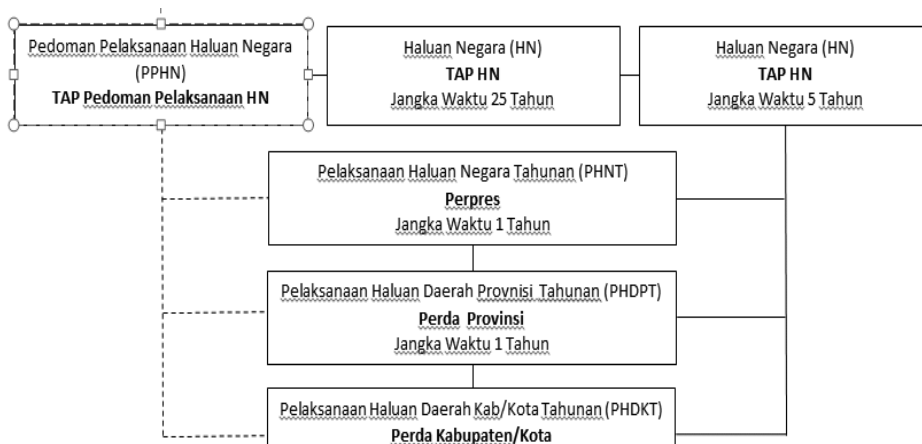 Pedoman Pelaksanaan Haluan Negara
(PPHN)
TAP Pedoman Pelaksanaan HN
Haluan Negara (HN)
TAP HN
Jangka Waktu 25 Tahun
Haluan Negara (HN)
TAP HN
Jangka Waktu 5 Tahun
Pelaksanaan Haluan Negara Tahunan (PHNT)
Perpres
Jangka Waktu 1 Tahun
Pelaksanaan Haluan Daerah Provnisi Tahunan (PHDPT)
Perda Provinsi
Jangka Waktu 1 Tahun
Pelaksanaan Haluan Daerah Kab/Kota Tahunan (PHDKT)
Perda Kabupaten/Kota